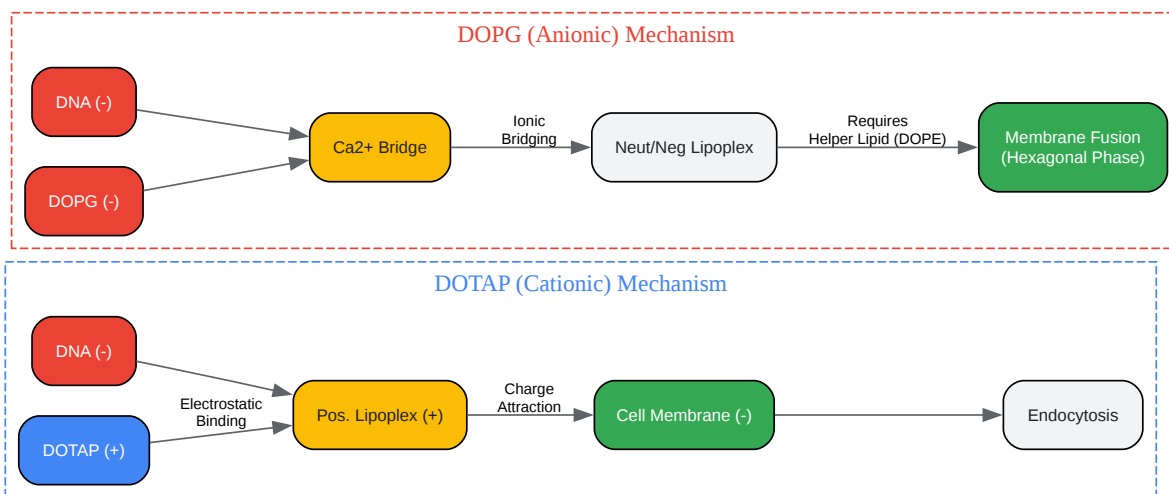 DOPG (Anionic) Mechanism
DNA (-)
DOPG (-)
Ca2+ Bridge
Ionic
Bridging
Neut/Neg Lipoplex
Requires
Helper Lipid (DOPE)
Membrane Fusion
(Hexagonal Phase)
DOTAP (Cationic) Mechanism
DNA (-)
DOTAP (+)
Electrostatic
Binding
Pos. Lipoplex (+)
Charge
Attraction
Cell Membrane (-)
Endocytosis